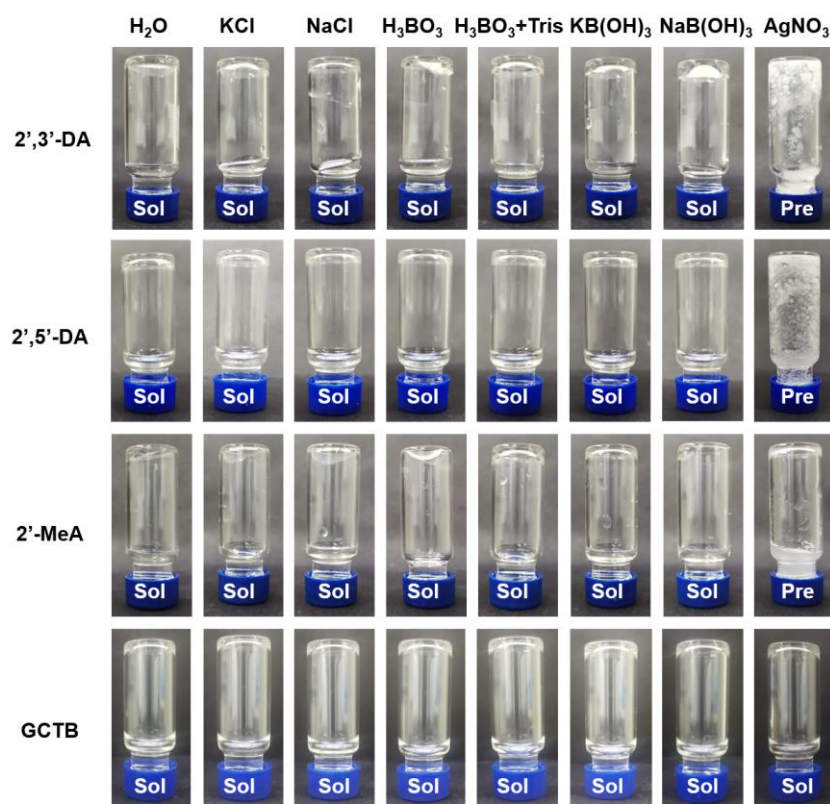 H₂O KCl NaCl H₃BO₃ H₃BO₃+Tris KB(OH)₃ NaB(OH)₃ AgNO₃
2’,3’-DA Sol Sol Sol Sol Sol Sol Sol Pre
2’,5’-DA Sol Sol Sol Sol Sol Sol Sol Pre
2’-MeA Sol Sol Sol Sol Sol Sol Sol Pre
GCTB Sol Sol Sol Sol Sol Sol Sol Sol